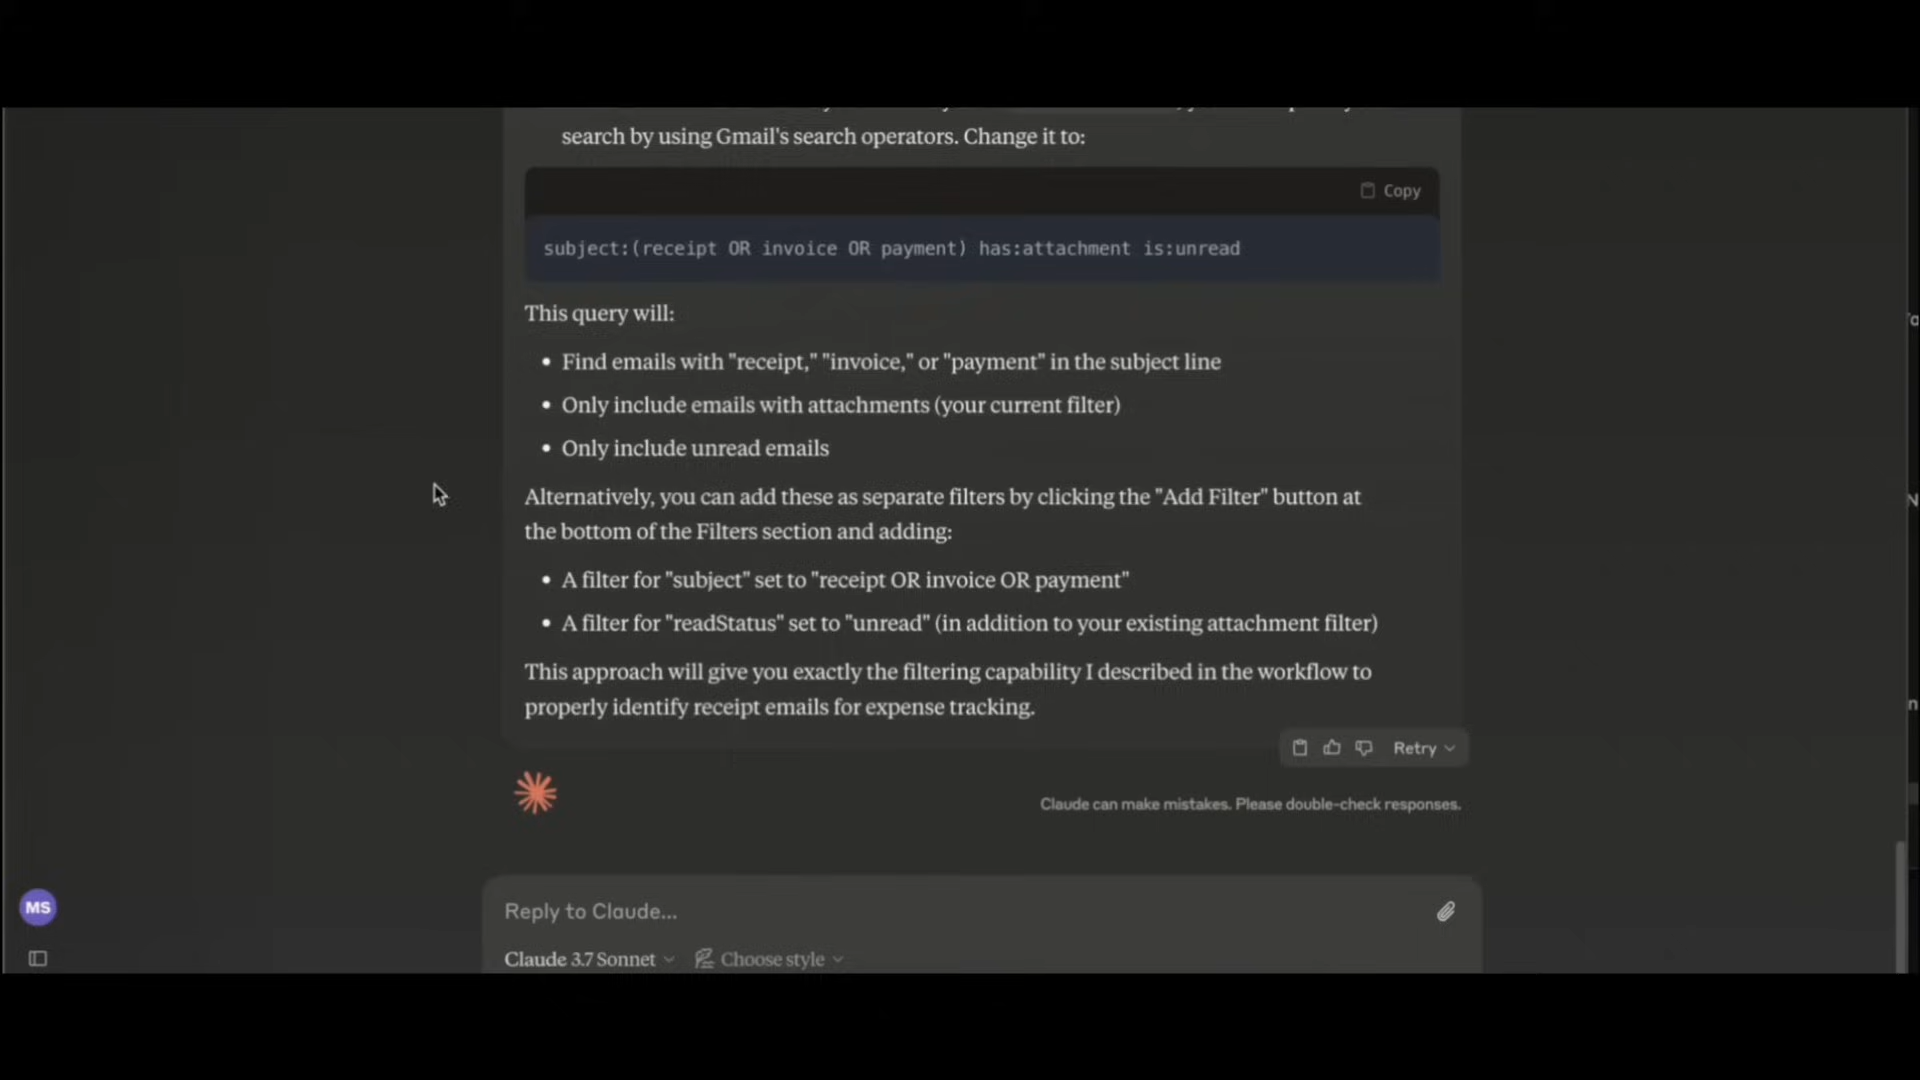 search by using Gmail's search operators. Change it to:
Copy
subject:(receipt OR invoice OR payment) has:attachment is:unread
This query will:
• Find emails with "receipt," "invoice," or "payment" in the subject line
• Only include emails with attachments (your current filter)
• Only include unread emails
Alternatively, you can add these as separate filters by clicking the "Add Filter" button at
the bottom of the Filters section and adding:
• A filter for "subject" set to "receipt OR invoice OR payment"
• A filter for "readStatus" set to "unread" (in addition to your existing attachment filter)
This approach will give you exactly the filtering capability I described in the workflow to
properly identify receipt emails for expense tracking.
Retry
Claude can make mistakes. Please double-check responses.
MS
Reply to Claude...
Claude 3.7 Sonnet
Choose style